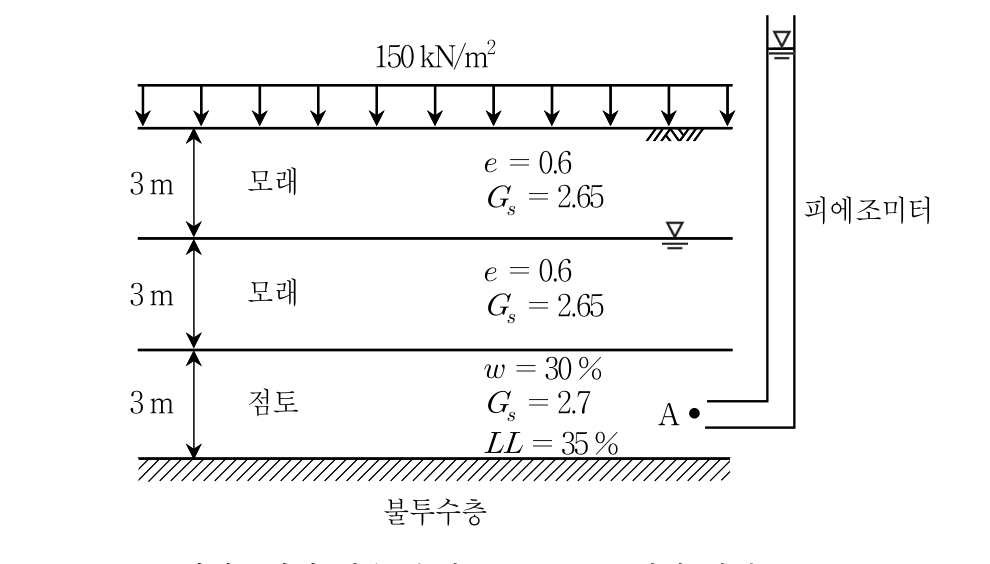 150 kN/m²
3 m
모래
e = 0.6
G_s = 2.65
피에조미터
3 m
모래
e = 0.6
G_s = 2.65
3 m
점토
w = 30 %
G_s = 2.7
LL = 35 %
A
불투수층